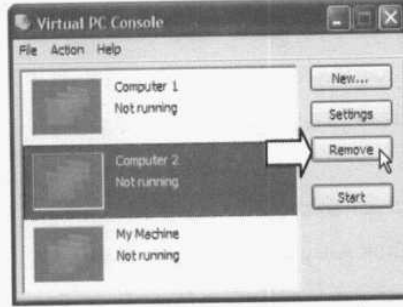 Virtual PC Console
File Action Help
Computer 1
Not running
New...
Settings
Computer 2
Not running
Remove
Start
My Machine
Not running